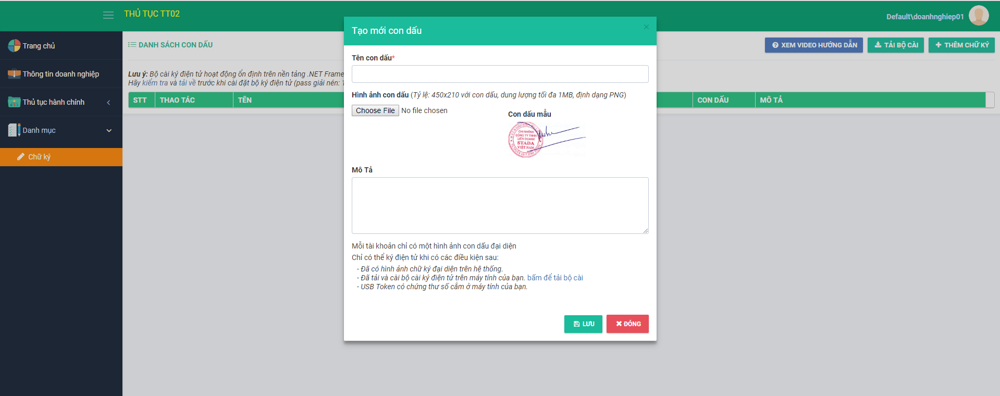 THỦ TỤC TT02
Default\doanhnghiep01
Trang chủ
Thông tin doanh nghiệp
Thủ tục hành chính
Danh mục
Chữ ký
DANH SÁCH CON DẤU
XEM VIDEO HƯỚNG DẪN
TẢI BỘ CÀI
THÊM CHỮ KÝ
Lưu ý: Bộ cài ký điện tử hoạt động ổn định trên nền tảng .NET Frame
Hãy kiểm tra và tải về trước khi cài đặt bộ ký điện tử (pass giải nén:
STT THAO TÁC TÊN CON DẤU MÔ TẢ
Tạo mới con dấu
Tên con dấu*
Hình ảnh con dấu (Tỷ lệ: 450x210 với con dấu, dung lượng tối đa 1MB, định dạng PNG)
Choose File No file chosen
Con dấu mẫu
CHI NHÁNH
CÔNG TY TNHH
LIÊN DOANH
STADA
VIỆT NAM
Mô Tả
Mỗi tài khoản chỉ có một hình ảnh con dấu đại diện
Chỉ có thể ký điện tử khi có các điều kiện sau:
- Đã có hình ảnh chữ ký đại diện trên hệ thống.
- Đã tải và cài bộ cài ký điện tử trên máy tính của bạn. bấm để tải bộ cài
- USB Token có chứng thư số cắm ở máy tính của bạn.
LƯU
ĐÓNG